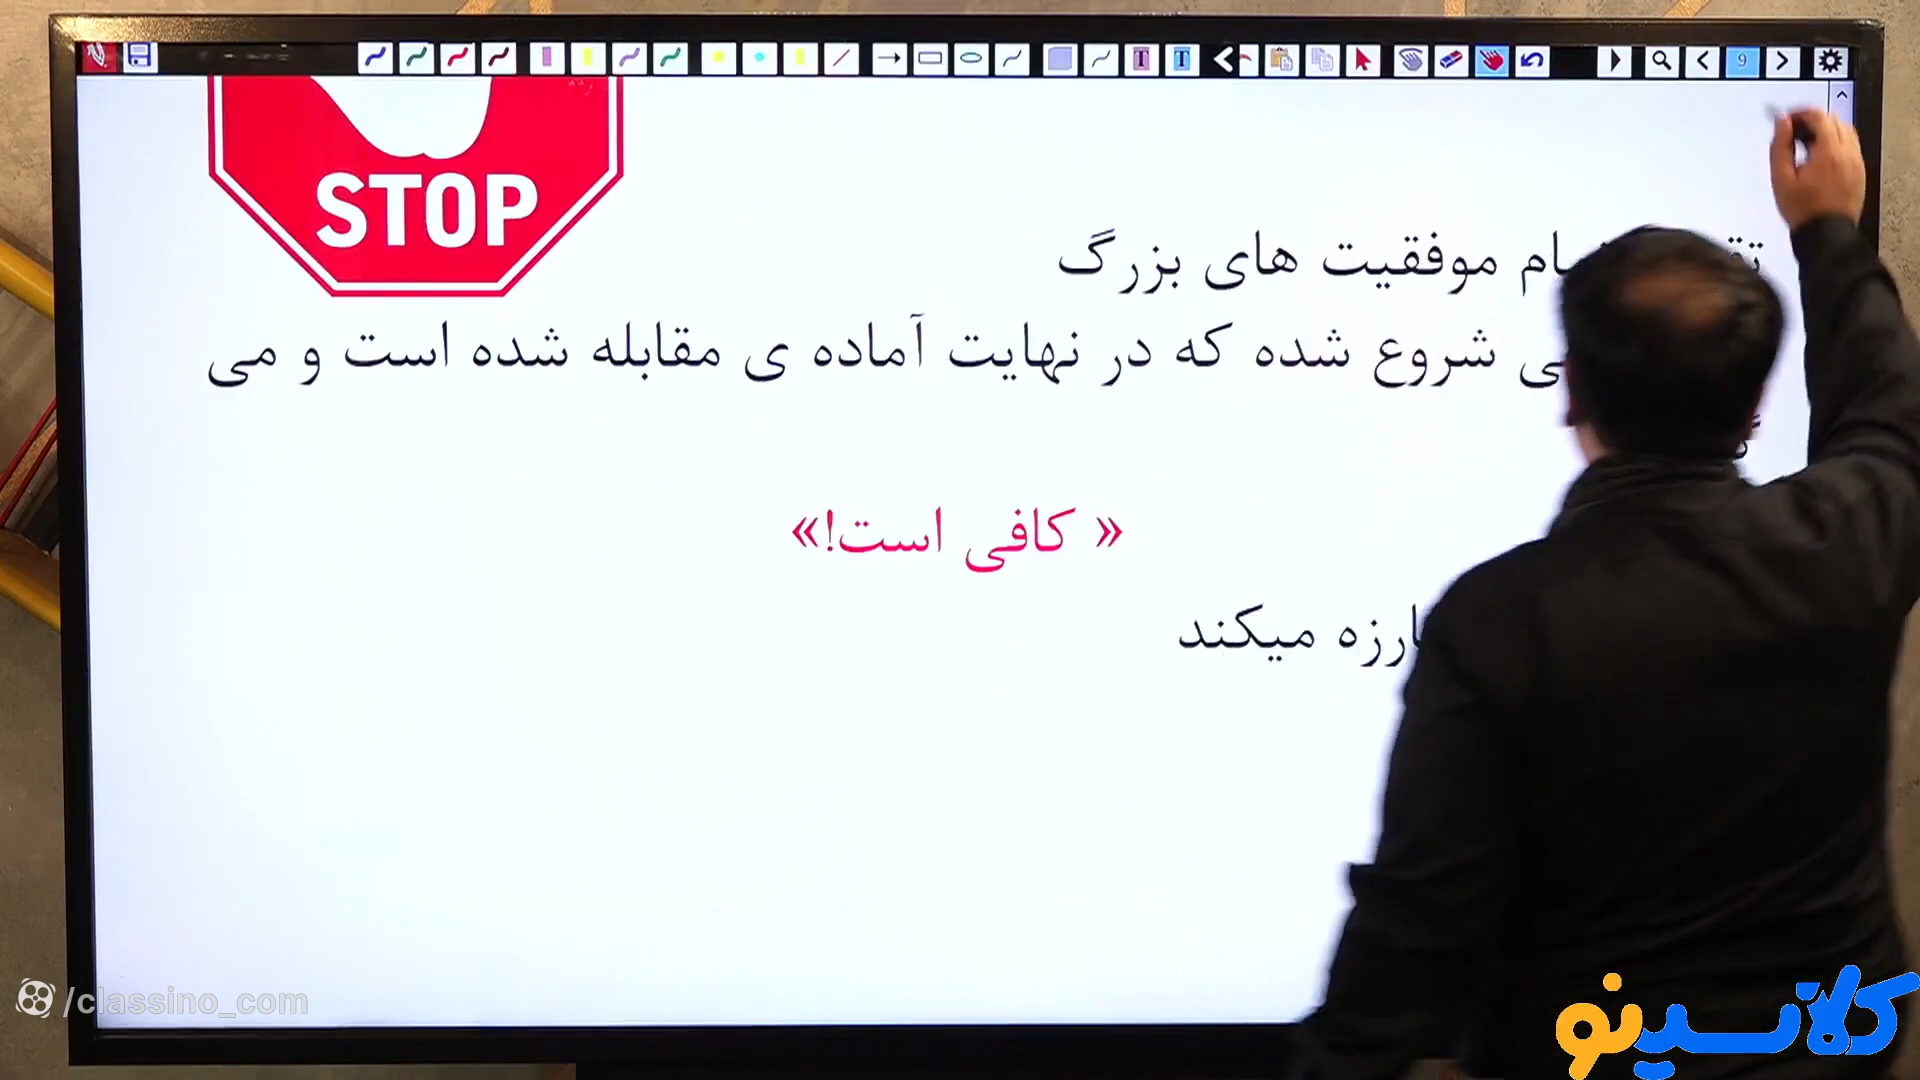 STOP
9
موفقیت های بزرگ
شروع شده که در نهایت آماده ی مقابله شده است و می
« کافی است!»
میکند
/classino_com
کلاسینو